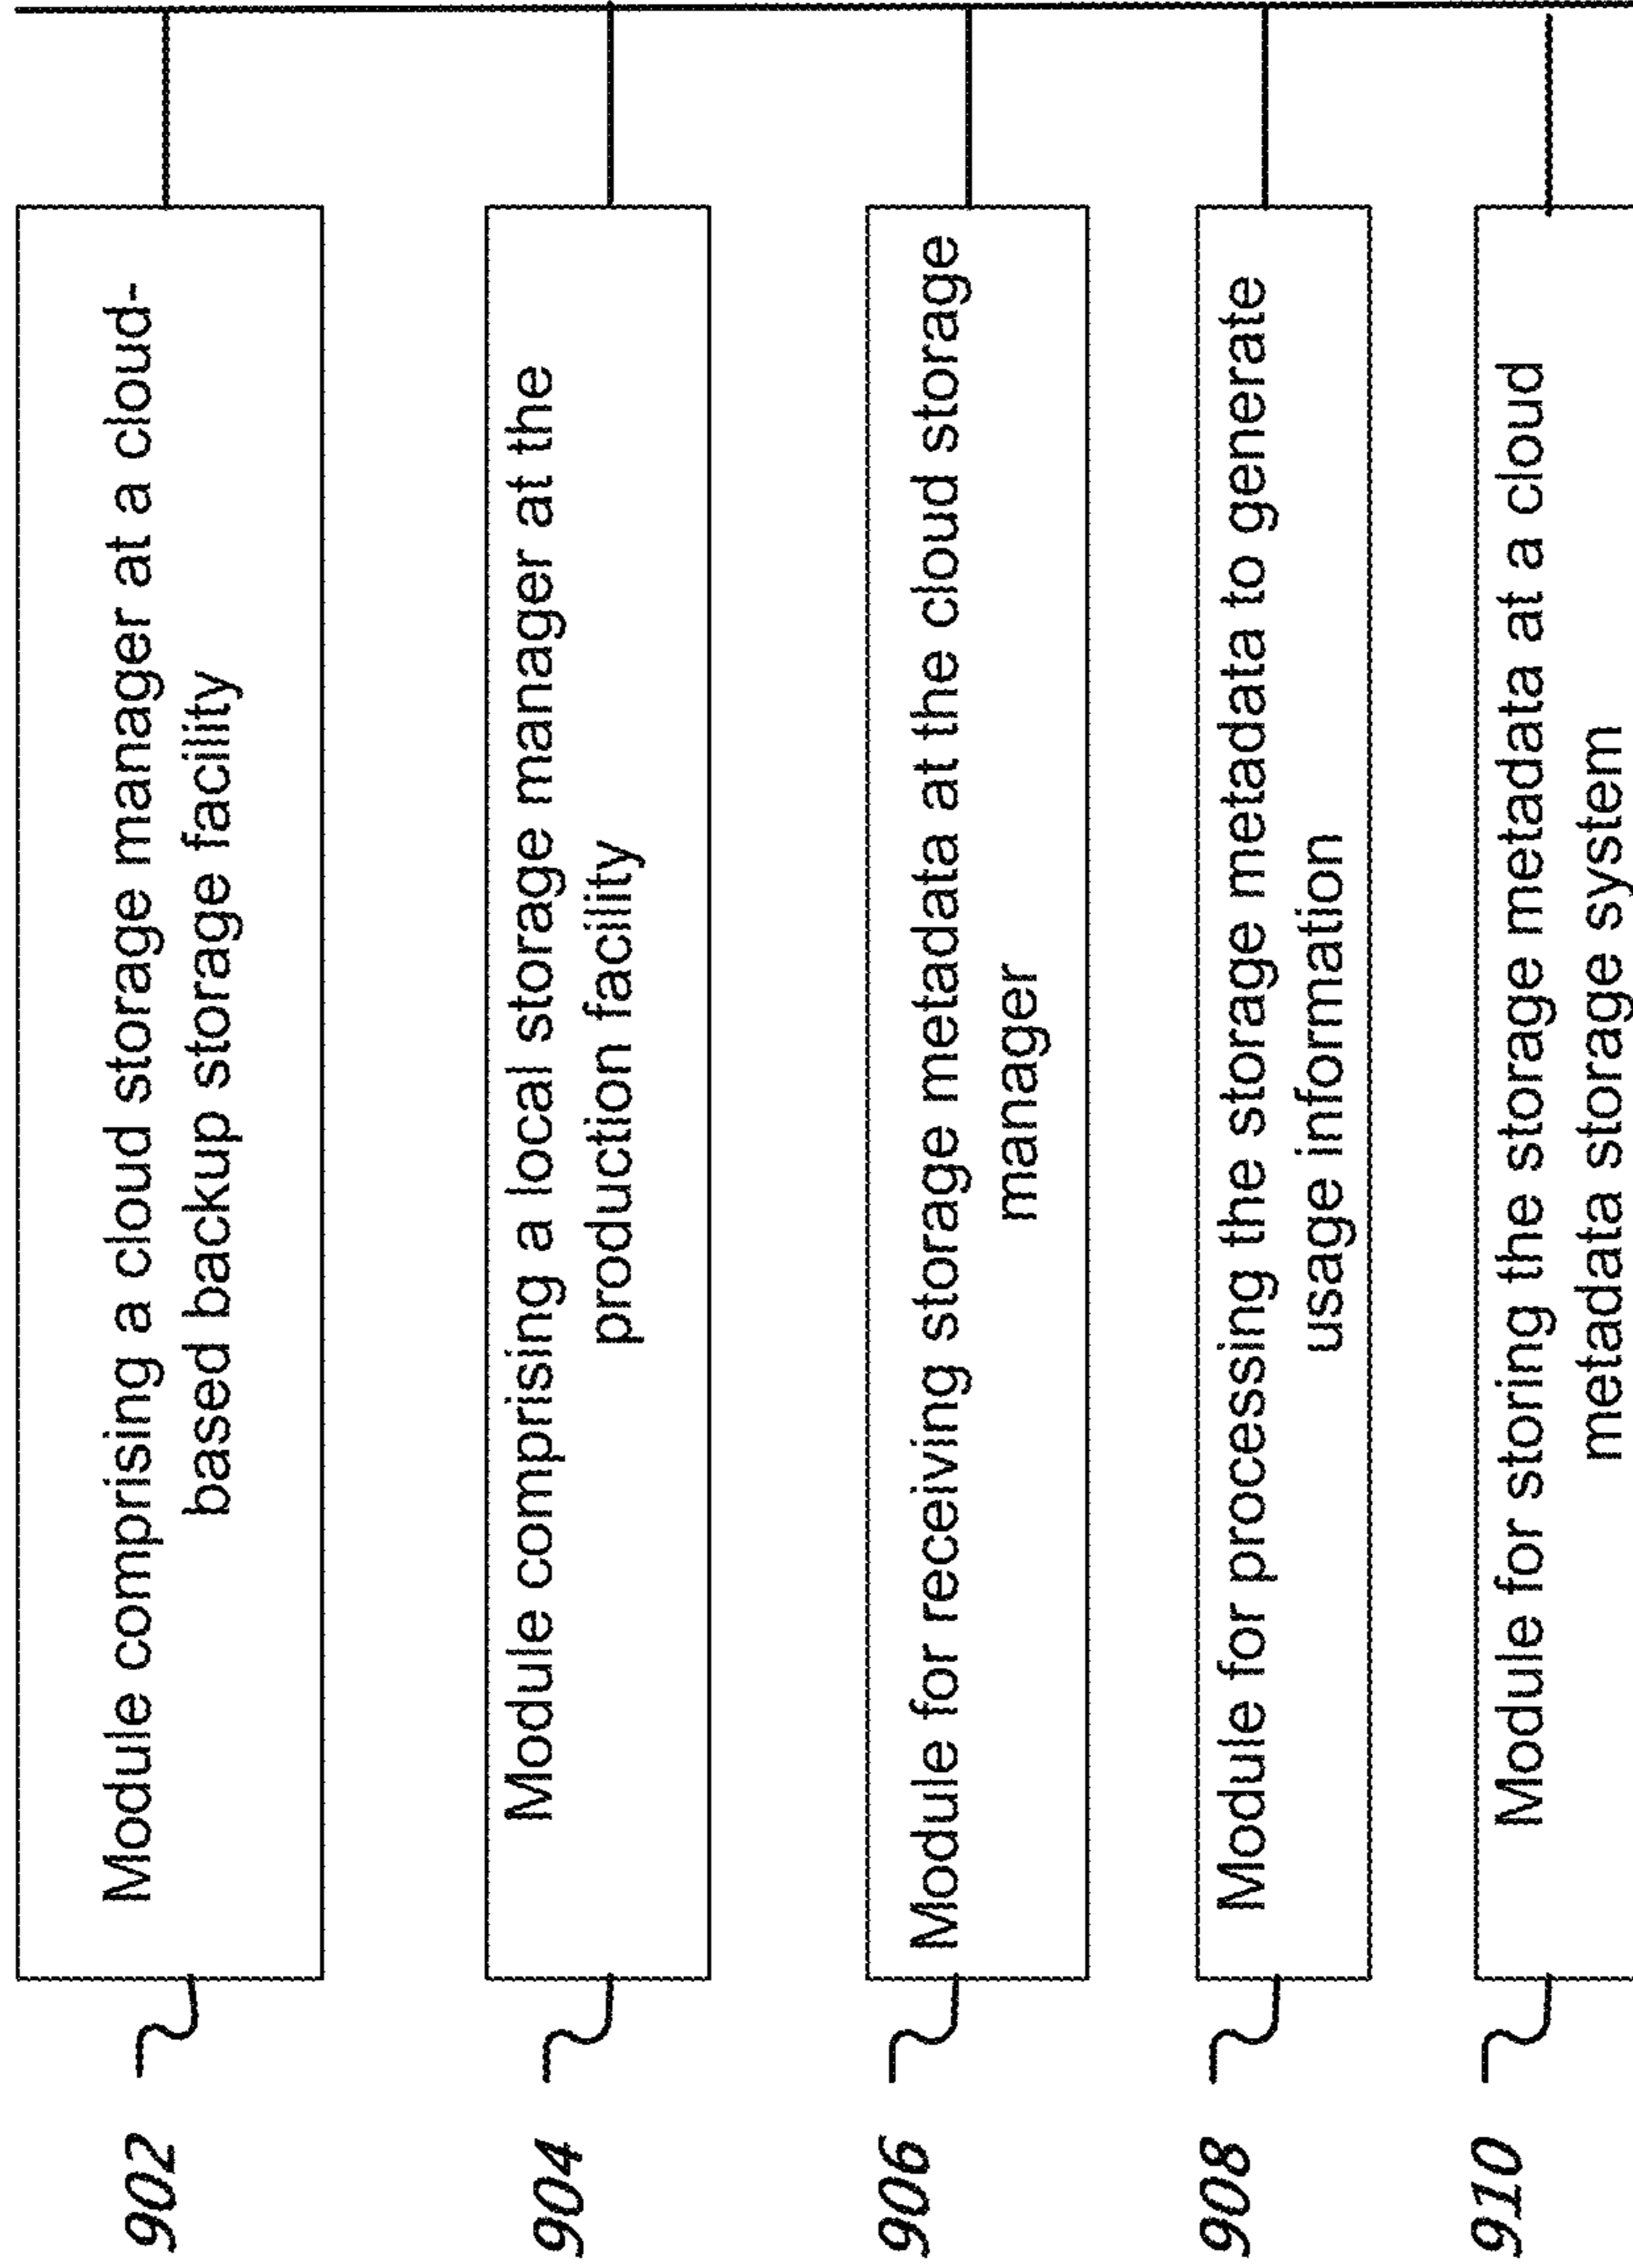 902
Module comprising a cloud storage manager at a cloud-
based backup storage facility
904
Module comprising a local storage manager at the
production facility
906
Module for receiving storage metadata at the cloud storage
manager
908
Module for processing the storage metadata to generate
usage information
910
Module for storing the storage metadata at a cloud
metadata storage system